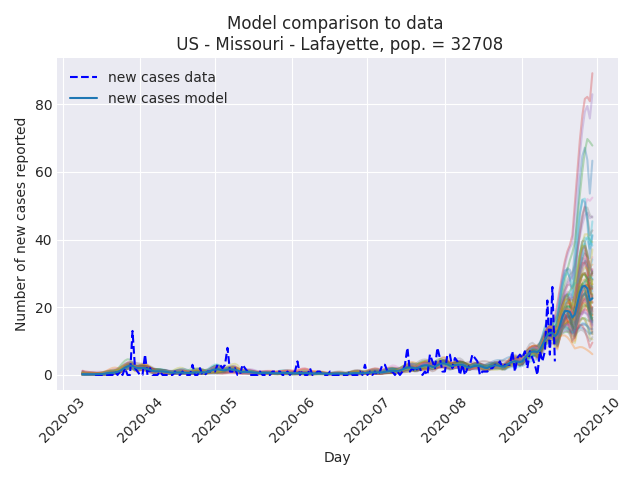 Model comparison to data
US - Missouri - Lafayette, pop. = 32708
new cases data
new cases model
Number of new cases reported
80
60
40
20
0
2020-03
2020-04
2020-05
2020-06
2020-07
2020-08
2020-09
2020-10
Day